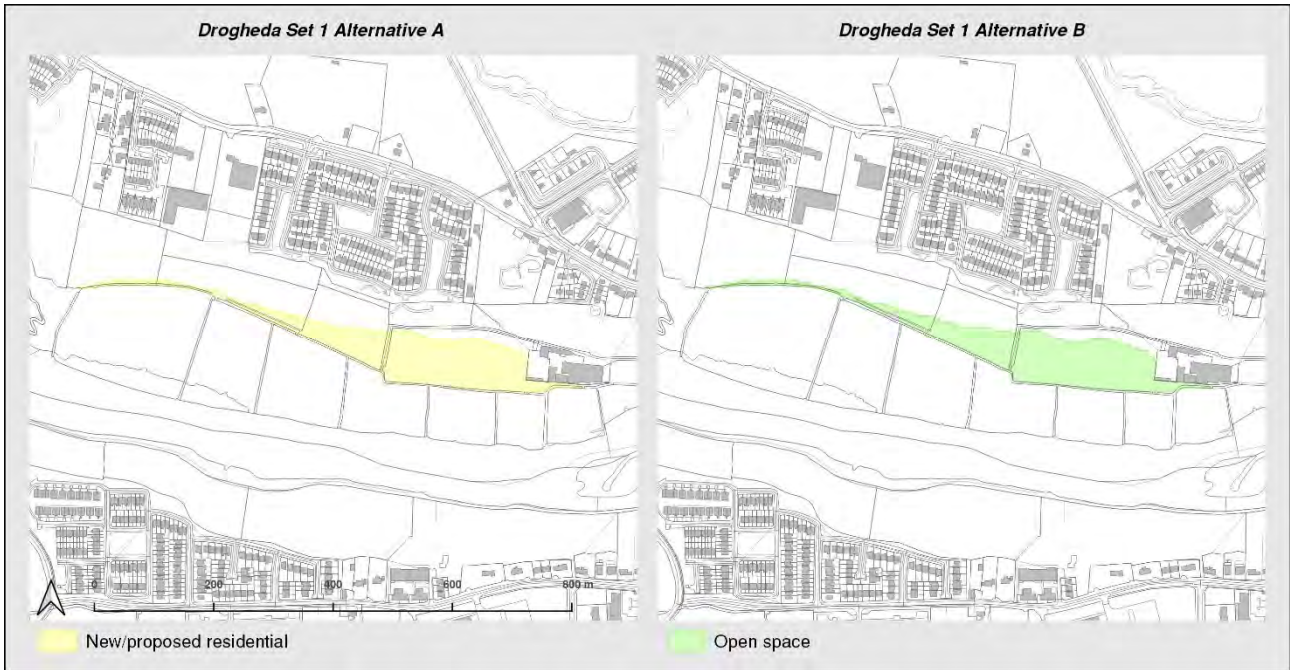 Drogheda Set 1 Alternative A
Drogheda Set 1 Alternative B
0 200 400 600 800 m
New/proposed residential
Open space